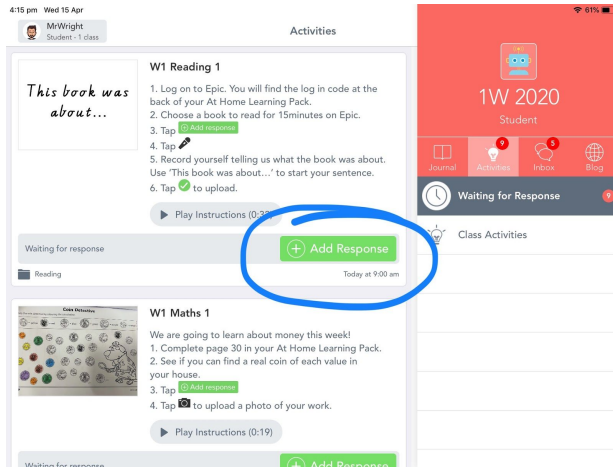 4:15 pm Wed 15 Apr
61%
MrWright
Student - 1 class
Activities
This book was
about...
W1 Reading 1
1. Log on to Epic. You will find the log in code at the
back of your At Home Learning Pack.
2. Choose a book to read for 15minutes on Epic.
3. Tap + Add response
4. Tap
5. Record yourself telling us what the book was about.
Use 'This book was about...' to start your sentence.
6. Tap to upload.
Play Instructions (0:3
Waiting for response
+ Add Response
Reading
Today at 9:00 am
Coin Detective
W1 Maths 1
We are going to learn about money this week!
1. Complete page 30 in your At Home Learning Pack.
2. See if you can find a real coin of each value in
your house.
3. Tap + Add response
4. Tap to upload a photo of your work.
Play Instructions (0:19)
Waiting for response
+ Add Response
1W 2020
Student
9
5
Journal
Activities
Inbox
Blog
Waiting for Response
9
Class Activities